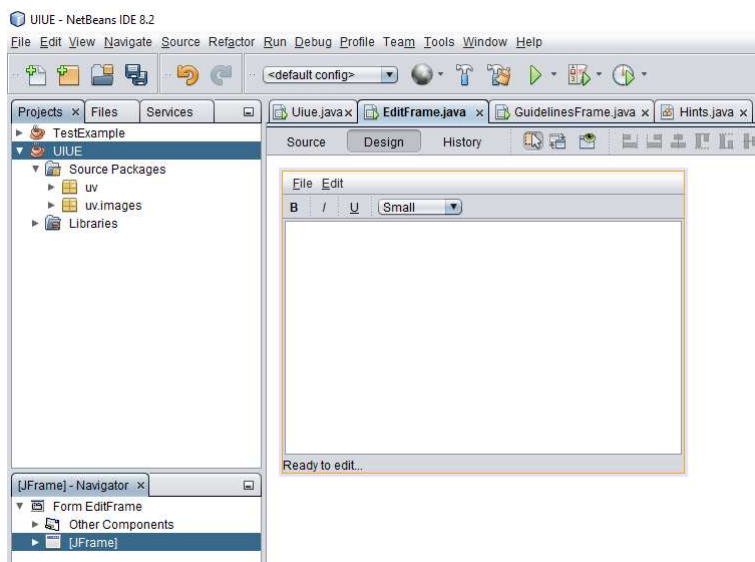 UIUE - NetBeans IDE 8.2
File Edit View Navigate Source Refactor Run Debug Profile Team Tools Window Help
<default config>
Projects × Files Services
Uiue.java × EditFrame.java × GuidelinesFrame.java × Hints.java ×
TestExample
UIUE
Source Packages
uv
uv.images
Libraries
Source Design History
File Edit
B I U Small
Ready to edit...
[JFrame] - Navigator ×
Form EditFrame
Other Components
[JFrame]